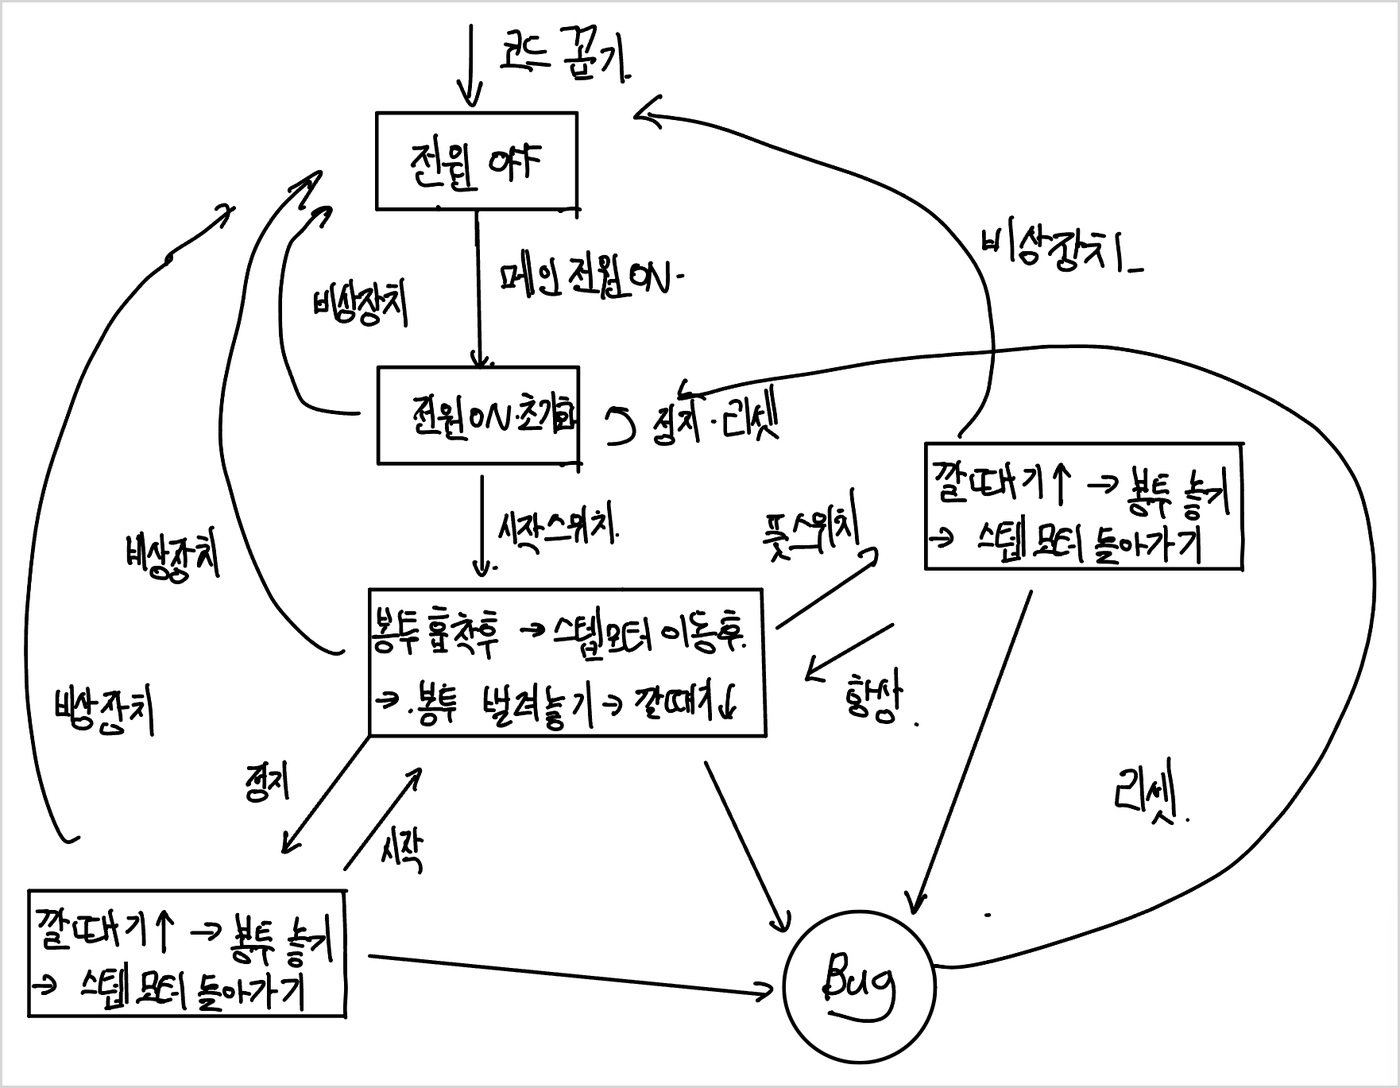 코드 꼽기.
전원 OFF
비상장치
메인 전원 ON.
비상장치
전원 ON.초기화
정지.리셋
시작스위치.
풋스위치
깔때기↑ → 봉투 놓기
→ 스텝 모터 돌아가기
비상장치
봉투 흡착후 → 스텝모터 이동후.
→ .봉투 내려놓기 → 깔때기↓
항상.
비상장치
정지
시작
리셋.
깔때기↑ → 봉투 놓기
→ 스텝 모터 돌아가기
Bug